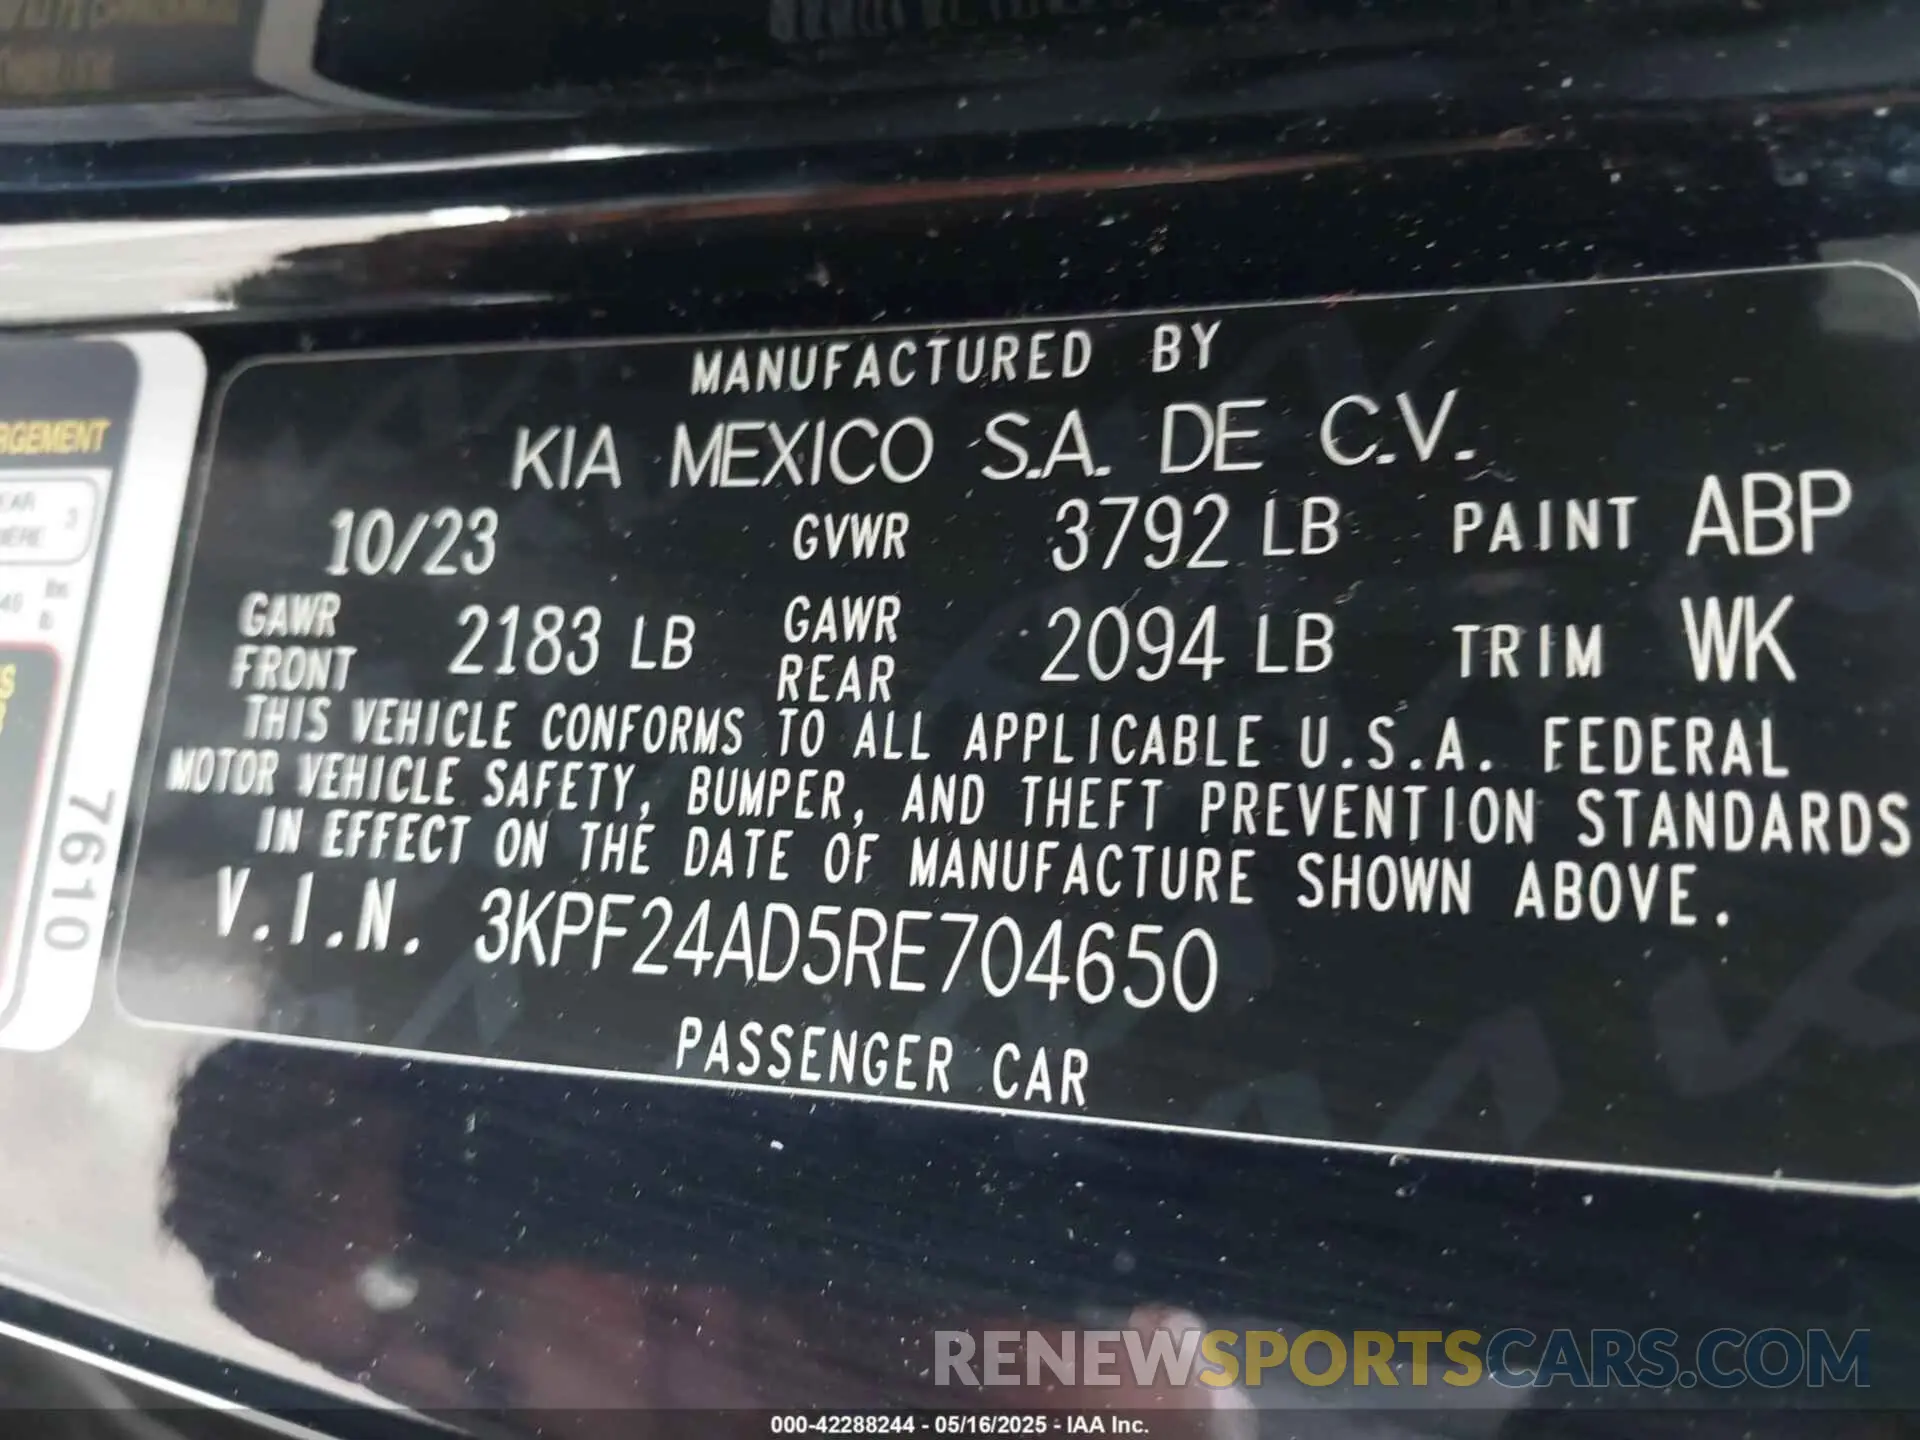 MANUFACTURED BY
KIA MEXICO S.A. DE C.V.
10/23 GVWR 3792 LB PAINT ABP
GAWR FRONT 2183 LB GAWR REAR 2094 LB TRIM WK
THIS VEHICLE CONFORMS TO ALL APPLICABLE U.S.A. FEDERAL
MOTOR VEHICLE SAFETY, BUMPER, AND THEFT PREVENTION STANDARDS
IN EFFECT ON THE DATE OF MANUFACTURE SHOWN ABOVE.
V.I.N. 3KPF24AD5RE704650
PASSENGER CAR
7610
RENEWSPORTSCARS.COM
000-42288244 - 05/16/2025 - IAA Inc.